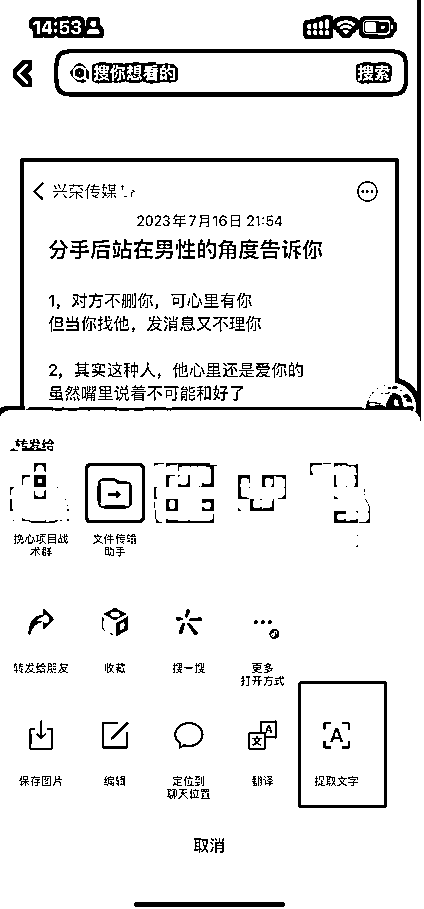 14:53
搜你想看的
搜索
兴荣传媒
2023年7月16日 21:54
分手后站在男性的角度告诉你
1，对方不删你，可心里有你
但当你找他，发消息又不理你
2，其实这种人，他心里还是爱你的
虽然嘴里说着不可能和好了
转发给
挽心项目战
术群
文件传输
助手
转发给朋友
收藏
搜一搜
更多
打开方式
保存图片
编辑
定位到
聊天位置
翻译
提取文字
取消